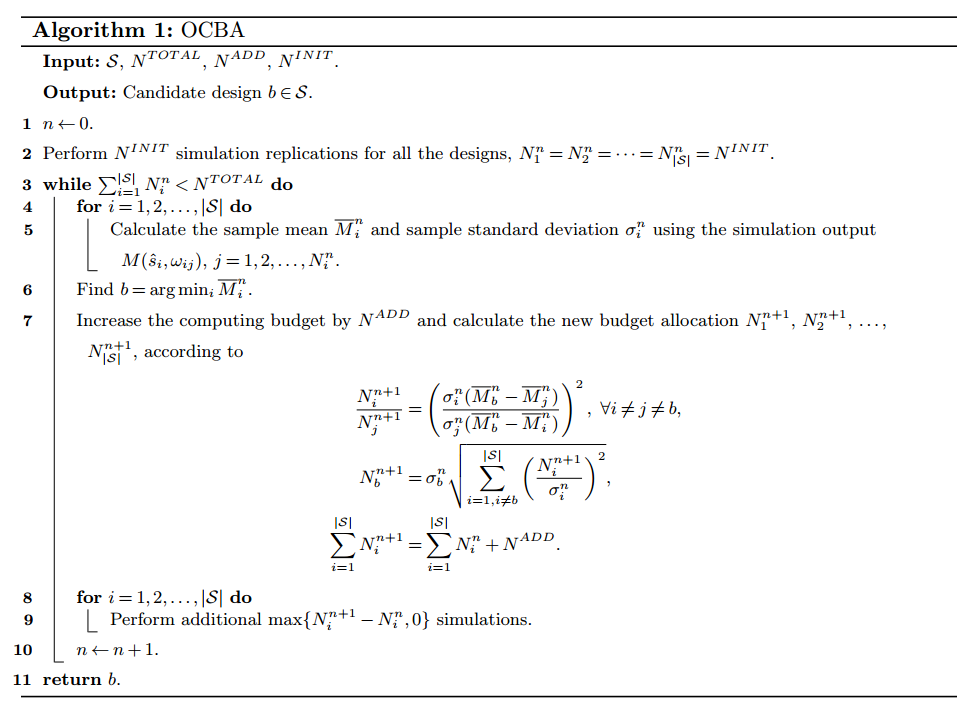 Algorithm 1: OCBA
Input: $\mathcal{S}$, $N^{TOTAL}$, $N^{ADD}$, $N^{INIT}$.
Output: Candidate design $b \in \mathcal{S}$.
1 $n \leftarrow 0$.
2 Perform $N^{INIT}$ simulation replications for all the designs, $N_1^n = N_2^n = \cdots = N_{|\mathcal{S}|}^n = N^{INIT}$.
3 while $\sum_{i=1}^{|\mathcal{S}|} N_i^n < N^{TOTAL}$ do
4 for $i = 1, 2, \ldots, |\mathcal{S}|$ do
5 Calculate the sample mean $\overline{M}_i^n$ and sample standard deviation $\sigma_i^n$ using the simulation output
$M(\hat{s}_i, \omega_{ij})$, $j = 1, 2, \ldots, N_i^n$.
6 Find $b = \arg\min_i \overline{M}_i^n$.
7 Increase the computing budget by $N^{ADD}$ and calculate the new budget allocation $N_1^{n+1}$, $N_2^{n+1}$, $\ldots$,
$N_{|\mathcal{S}|}^{n+1}$, according to
$\frac{N_i^{n+1}}{N_j^{n+1}} = \left( \frac{\sigma_i^n (\overline{M}_b^n - \overline{M}_j^n)}{\sigma_j^n (\overline{M}_b^n - \overline{M}_i^n)} \right)^2, \ \forall i \neq j \neq b,$
$N_b^{n+1} = \sigma_b^n \sqrt{\sum_{i=1, i \neq b}^{|\mathcal{S}|} \left( \frac{N_i^{n+1}}{\sigma_i^n} \right)^2},$
$\sum_{i=1}^{|\mathcal{S}|} N_i^{n+1} = \sum_{i=1}^{|\mathcal{S}|} N_i^n + N^{ADD}.$
8 for $i = 1, 2, \ldots, |\mathcal{S}|$ do
9 Perform additional $\max\{N_i^{n+1} - N_i^n, 0\}$ simulations.
10 $n \leftarrow n + 1$.
11 return $b$.